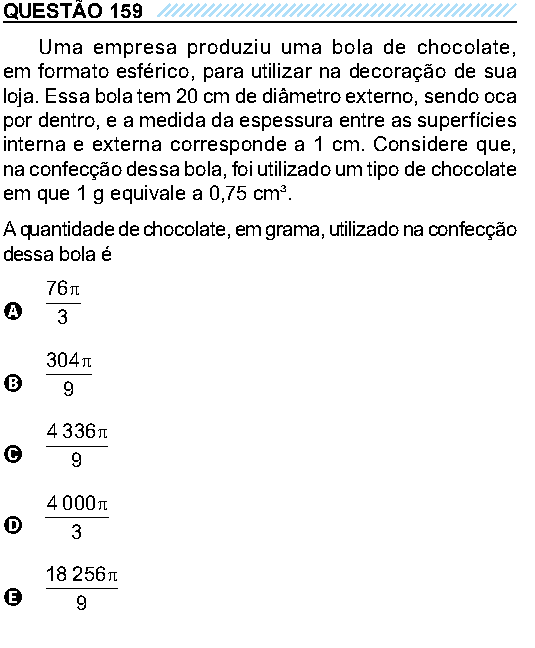 QUESTÃO 159
Uma empresa produziu uma bola de chocolate,
em formato esférico, para utilizar na decoração de sua
loja. Essa bola tem 20 cm de diâmetro externo, sendo oca
por dentro, e a medida da espessura entre as superfícies
interna e externa corresponde a 1 cm. Considere que,
na confecção dessa bola, foi utilizado um tipo de chocolate
em que 1 g equivale a 0,75 cm³.
A quantidade de chocolate, em grama, utilizado na confecção
dessa bola é
A 76π
3
B 304π
9
C 4 336π
9
D 4 000π
3
E 18 256π
9